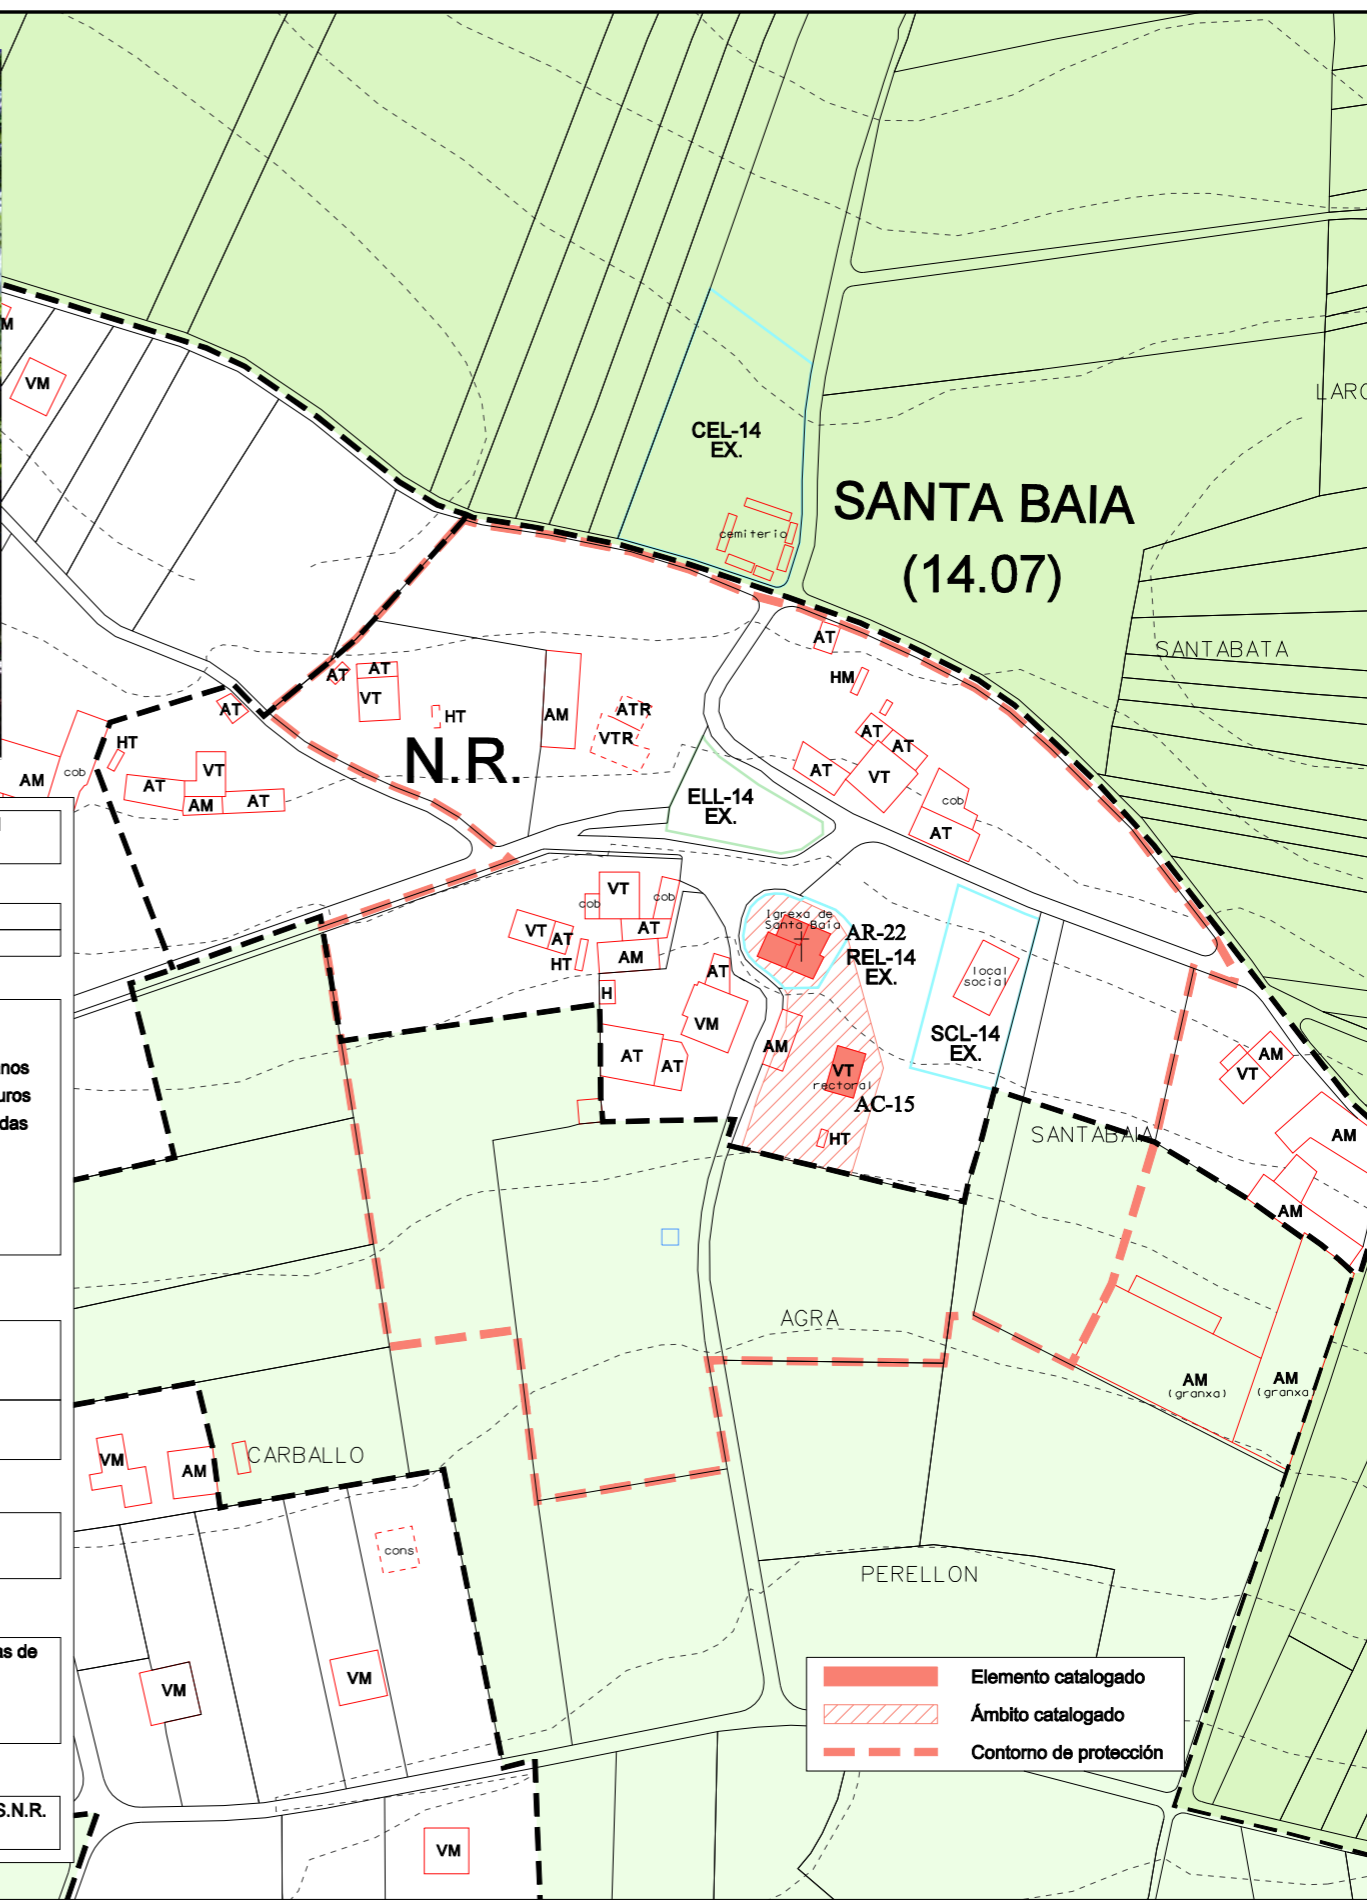 M
VM
CEL-14
EX.
cemiterio
SANTA BAIA
(14.07)
SANTABATA
AT
HM
AT
AT
VT
AT
HT
N.R.
AM
ATR
VTR
AT
AT
AT
VT
cob
AT
ELL-14
EX.
HT
AM
cob
AT
VT
AM
AT
VT
cob
cob
VT
AT
AT
HT
AM
H
AT
VM
AT
AT
Igrexa de
Santa Baia
AR-22
REL-14
EX.
local
social
SCL-14
EX.
AM
VT
rectoral
AC-15
HT
SANTABAIA
AM
VT
AM
AM
AM
(granxa)
AM
(granxa)
AGRA
CARBALLO
VM
AM
cons
PERELLON
VM
VM
VM
das
as de
S.N.R.
Elemento catalogado
Ámbito catalogado
Contorno de protección